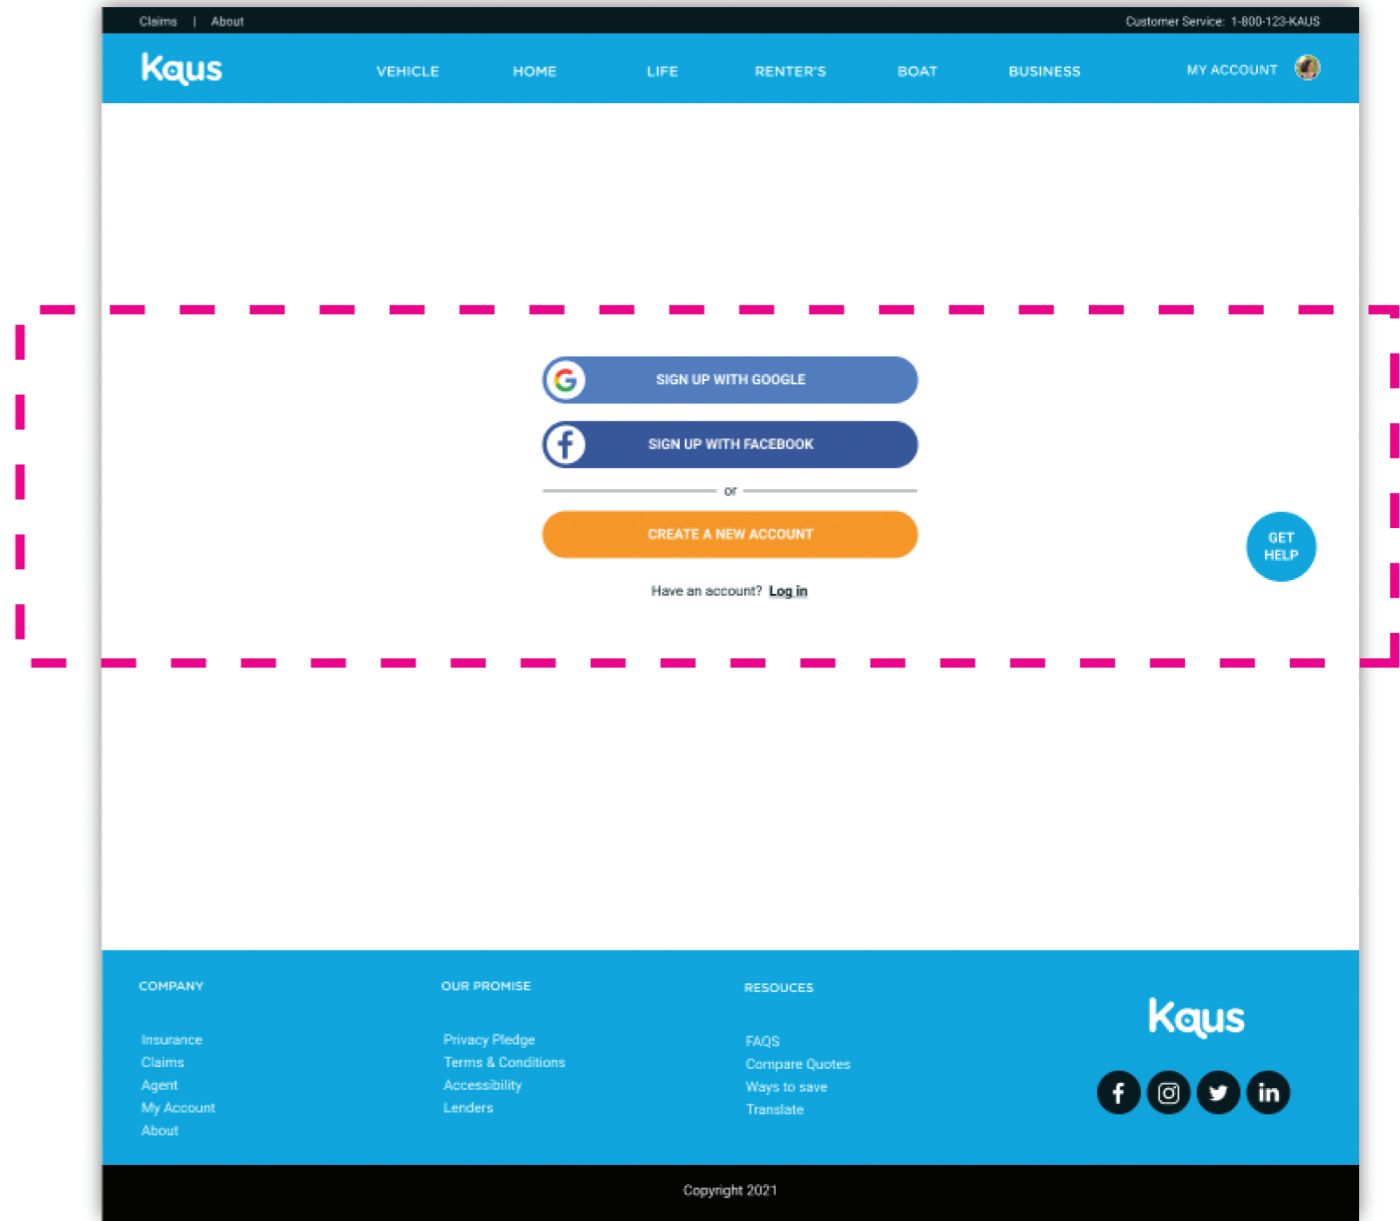 Claims | About
Customer Service: 1-800-123-KAUS
Kaus
VEHICLE HOME LIFE RENTER'S BOAT BUSINESS MY ACCOUNT
G SIGN UP WITH GOOGLE
f SIGN UP WITH FACEBOOK
or
CREATE A NEW ACCOUNT
GET
HELP
Have an account? Log in
COMPANY
Insurance
Claims
Agent
My Account
About
OUR PROMISE
Privacy Pledge
Terms & Conditions
Accessibility
Lenders
RESOUCES
FAQS
Compare Quotes
Ways to save
Translate
Kaus
f in
Copyright 2021